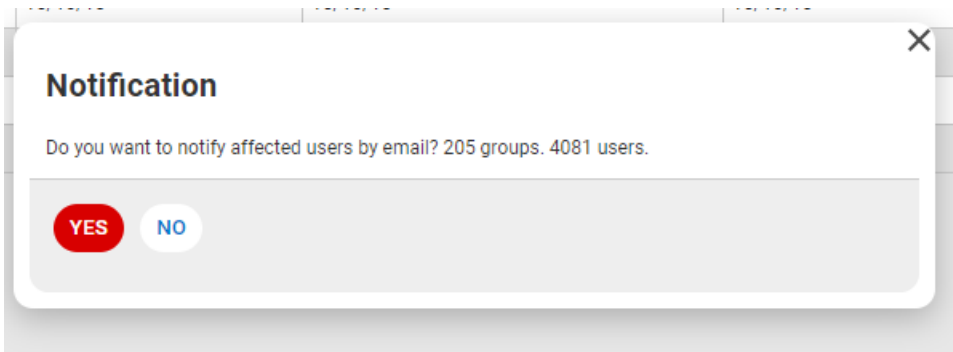 Notification
Do you want to notify affected users by email? 205 groups. 4081 users.
YES
NO